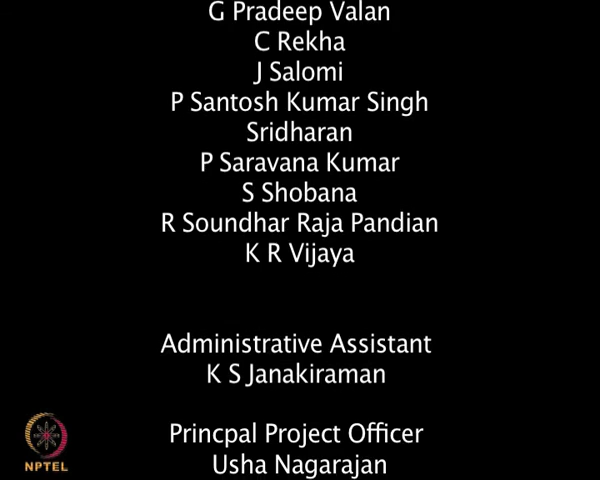 G Pradeep Valan
C Rekha
J Salomi
P Santosh Kumar Singh
Sridharan
P Saravana Kumar
S Shobana
R Soundhar Raja Pandian
K R Vijaya
Administrative Assistant
K S Janakiraman
Princpal Project Officer
Usha Nagarajan
NPTEL